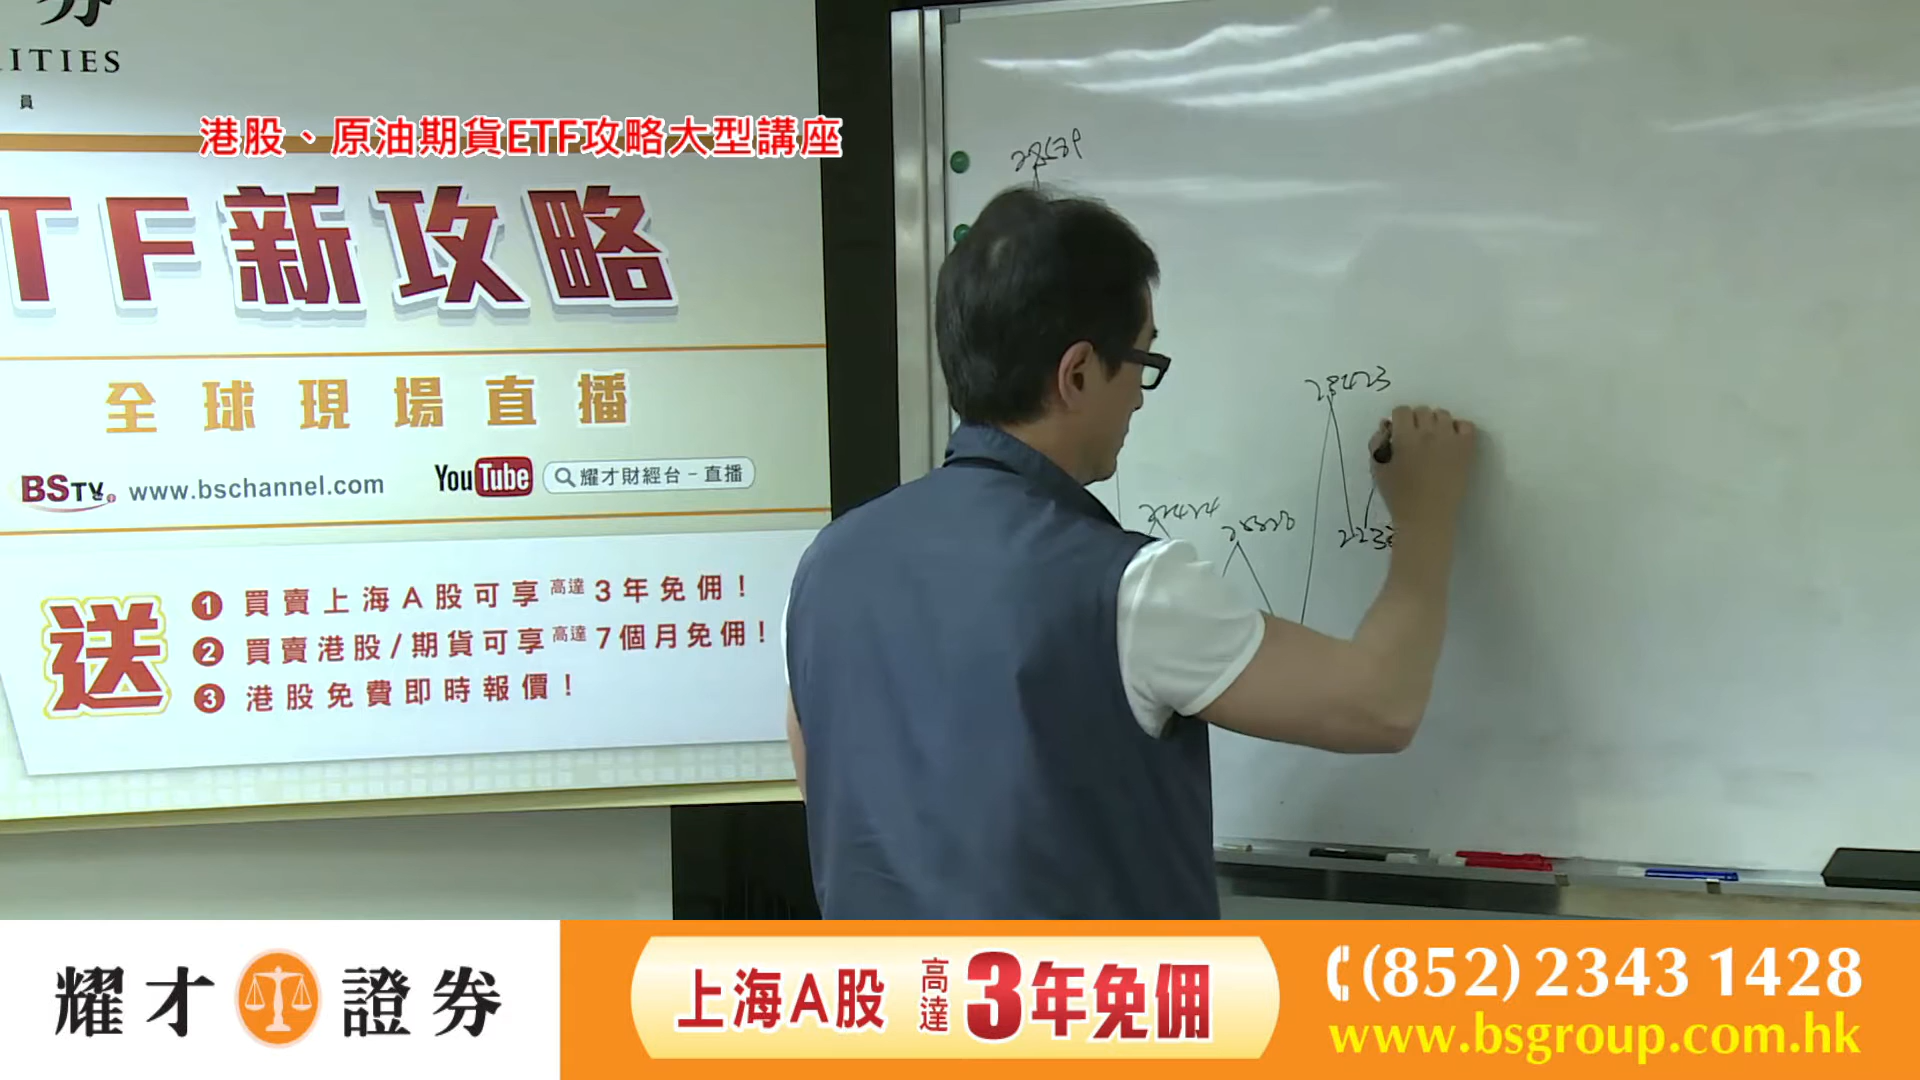 券
RITIES
員
港股、原油期貨ETF攻略大型講座
TF新攻略
全球現場直播
BSTV www.bschannel.com YouTube 耀才財經台-直播
送
1 買賣上海A股可享高達3年免佣!
2 買賣港股/期貨可享高達7個月免佣!
3 港股免費即時報價!
28423
耀才證券
上海A股 高達3年免佣
(852) 2343 1428
www.bsgroup.com.hk